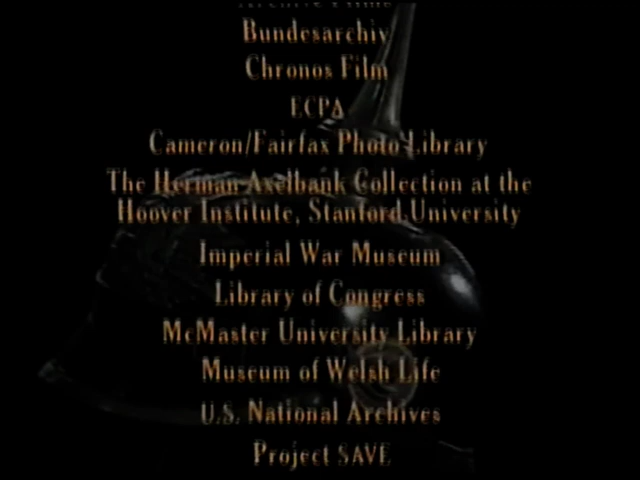 Bundesarchiv
Chronos Film
ECPA
Cameron/Fairfax Photo Library
The Herman Axelbank Collection at the
Hoover Institute, Stanford University
Imperial War Museum
Library of Congress
McMaster University Library
Museum of Welsh Life
U.S. National Archives
Project SAVE